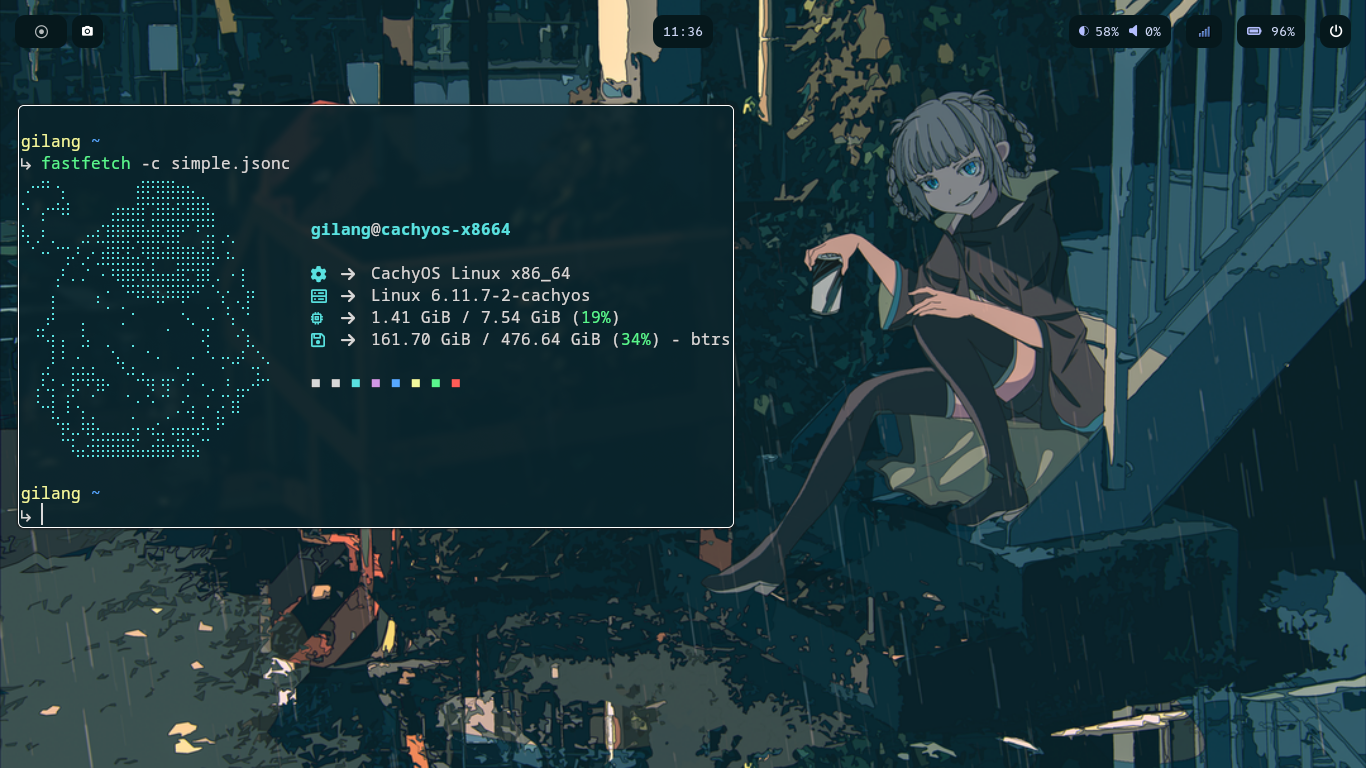 11:36
58% 0%
96%
gilang ~
↳ fastfetch -c simple.jsonc
gilang@cachyos-x8664
→ CachyOS Linux x86_64
→ Linux 6.11.7-2-cachyos
→ 1.41 GiB / 7.54 GiB (19%)
→ 161.70 GiB / 476.64 GiB (34%) - btrs
gilang ~
↳